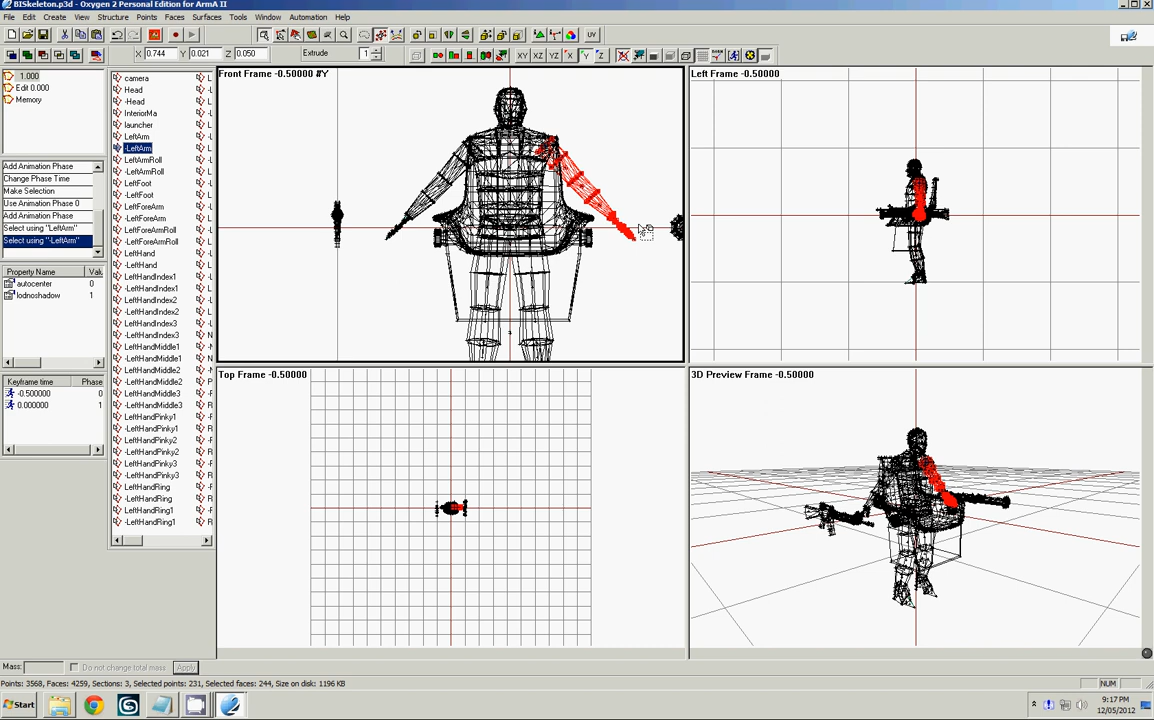 BISkeleton.p3d - Oxygen 2 Personal Edition for ArmA II
File Edit Create View Structure Points Faces Surfaces Tools Window Automation Help
UV
X 0.744 Y 0.021 Z 0.050 Extrude 1 XY XZ YZ X Y Z
1.000
Edit 0.000
Memory
Add Animation Phase
Change Phase Time
Make Selection
Use Animation Phase 0
Add Animation Phase
Select using "LeftArm"
Select using "-LeftArm"
Property Name Valu
autocenter 0
lodnoshadow 1
Keyframe time Phase
-0.500000 0
0.000000 1
camera
Head
-Head
InteriorMa
launcher
LeftArm
-LeftArm
LeftArmRoll
-LeftArmRoll
LeftFoot
-LeftFoot
LeftForeArm
-LeftForeArm
LeftForeArmRoll
-LeftForeArmRoll
LeftHand
-LeftHand
LeftHandIndex1
-LeftHandIndex1
LeftHandIndex2
-LeftHandIndex2
LeftHandIndex3
-LeftHandIndex3
LeftHandMiddle1
-LeftHandMiddle1
LeftHandMiddle2
-LeftHandMiddle2
LeftHandMiddle3
-LeftHandMiddle3
LeftHandPinky1
-LeftHandPinky1
LeftHandPinky2
-LeftHandPinky2
LeftHandPinky3
-LeftHandPinky3
LeftHandRing
-LeftHandRing
LeftHandRing1
-LeftHandRing1
Front Frame -0.50000 #Y
Left Frame -0.50000
Top Frame -0.50000
3D Preview Frame -0.50000
Mass: Do not change total mass Apply
Points: 3568, Faces: 4259, Sections: 3, Selected points: 231, Selected faces: 244, Size on disk: 1196 KB
NUM
Start
9:17 PM
12/05/2012